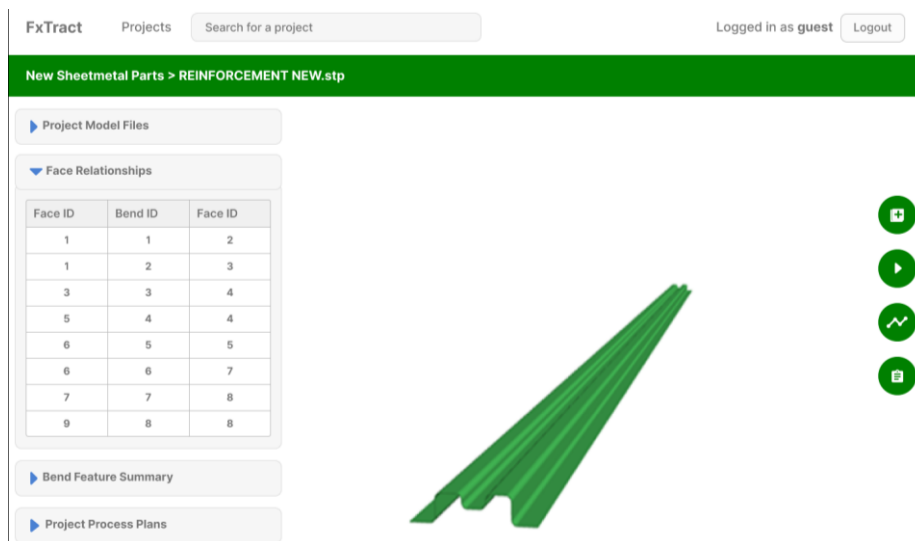 FxTract Projects Search for a project Logged in as guest Logout
New Sheetmetal Parts > REINFORCEMENT NEW.stp
Project Model Files
Face Relationships
Face ID Bend ID Face ID
1 1 2
1 2 3
3 3 4
5 4 4
6 5 5
6 6 7
7 7 8
9 8 8
Bend Feature Summary
Project Process Plans